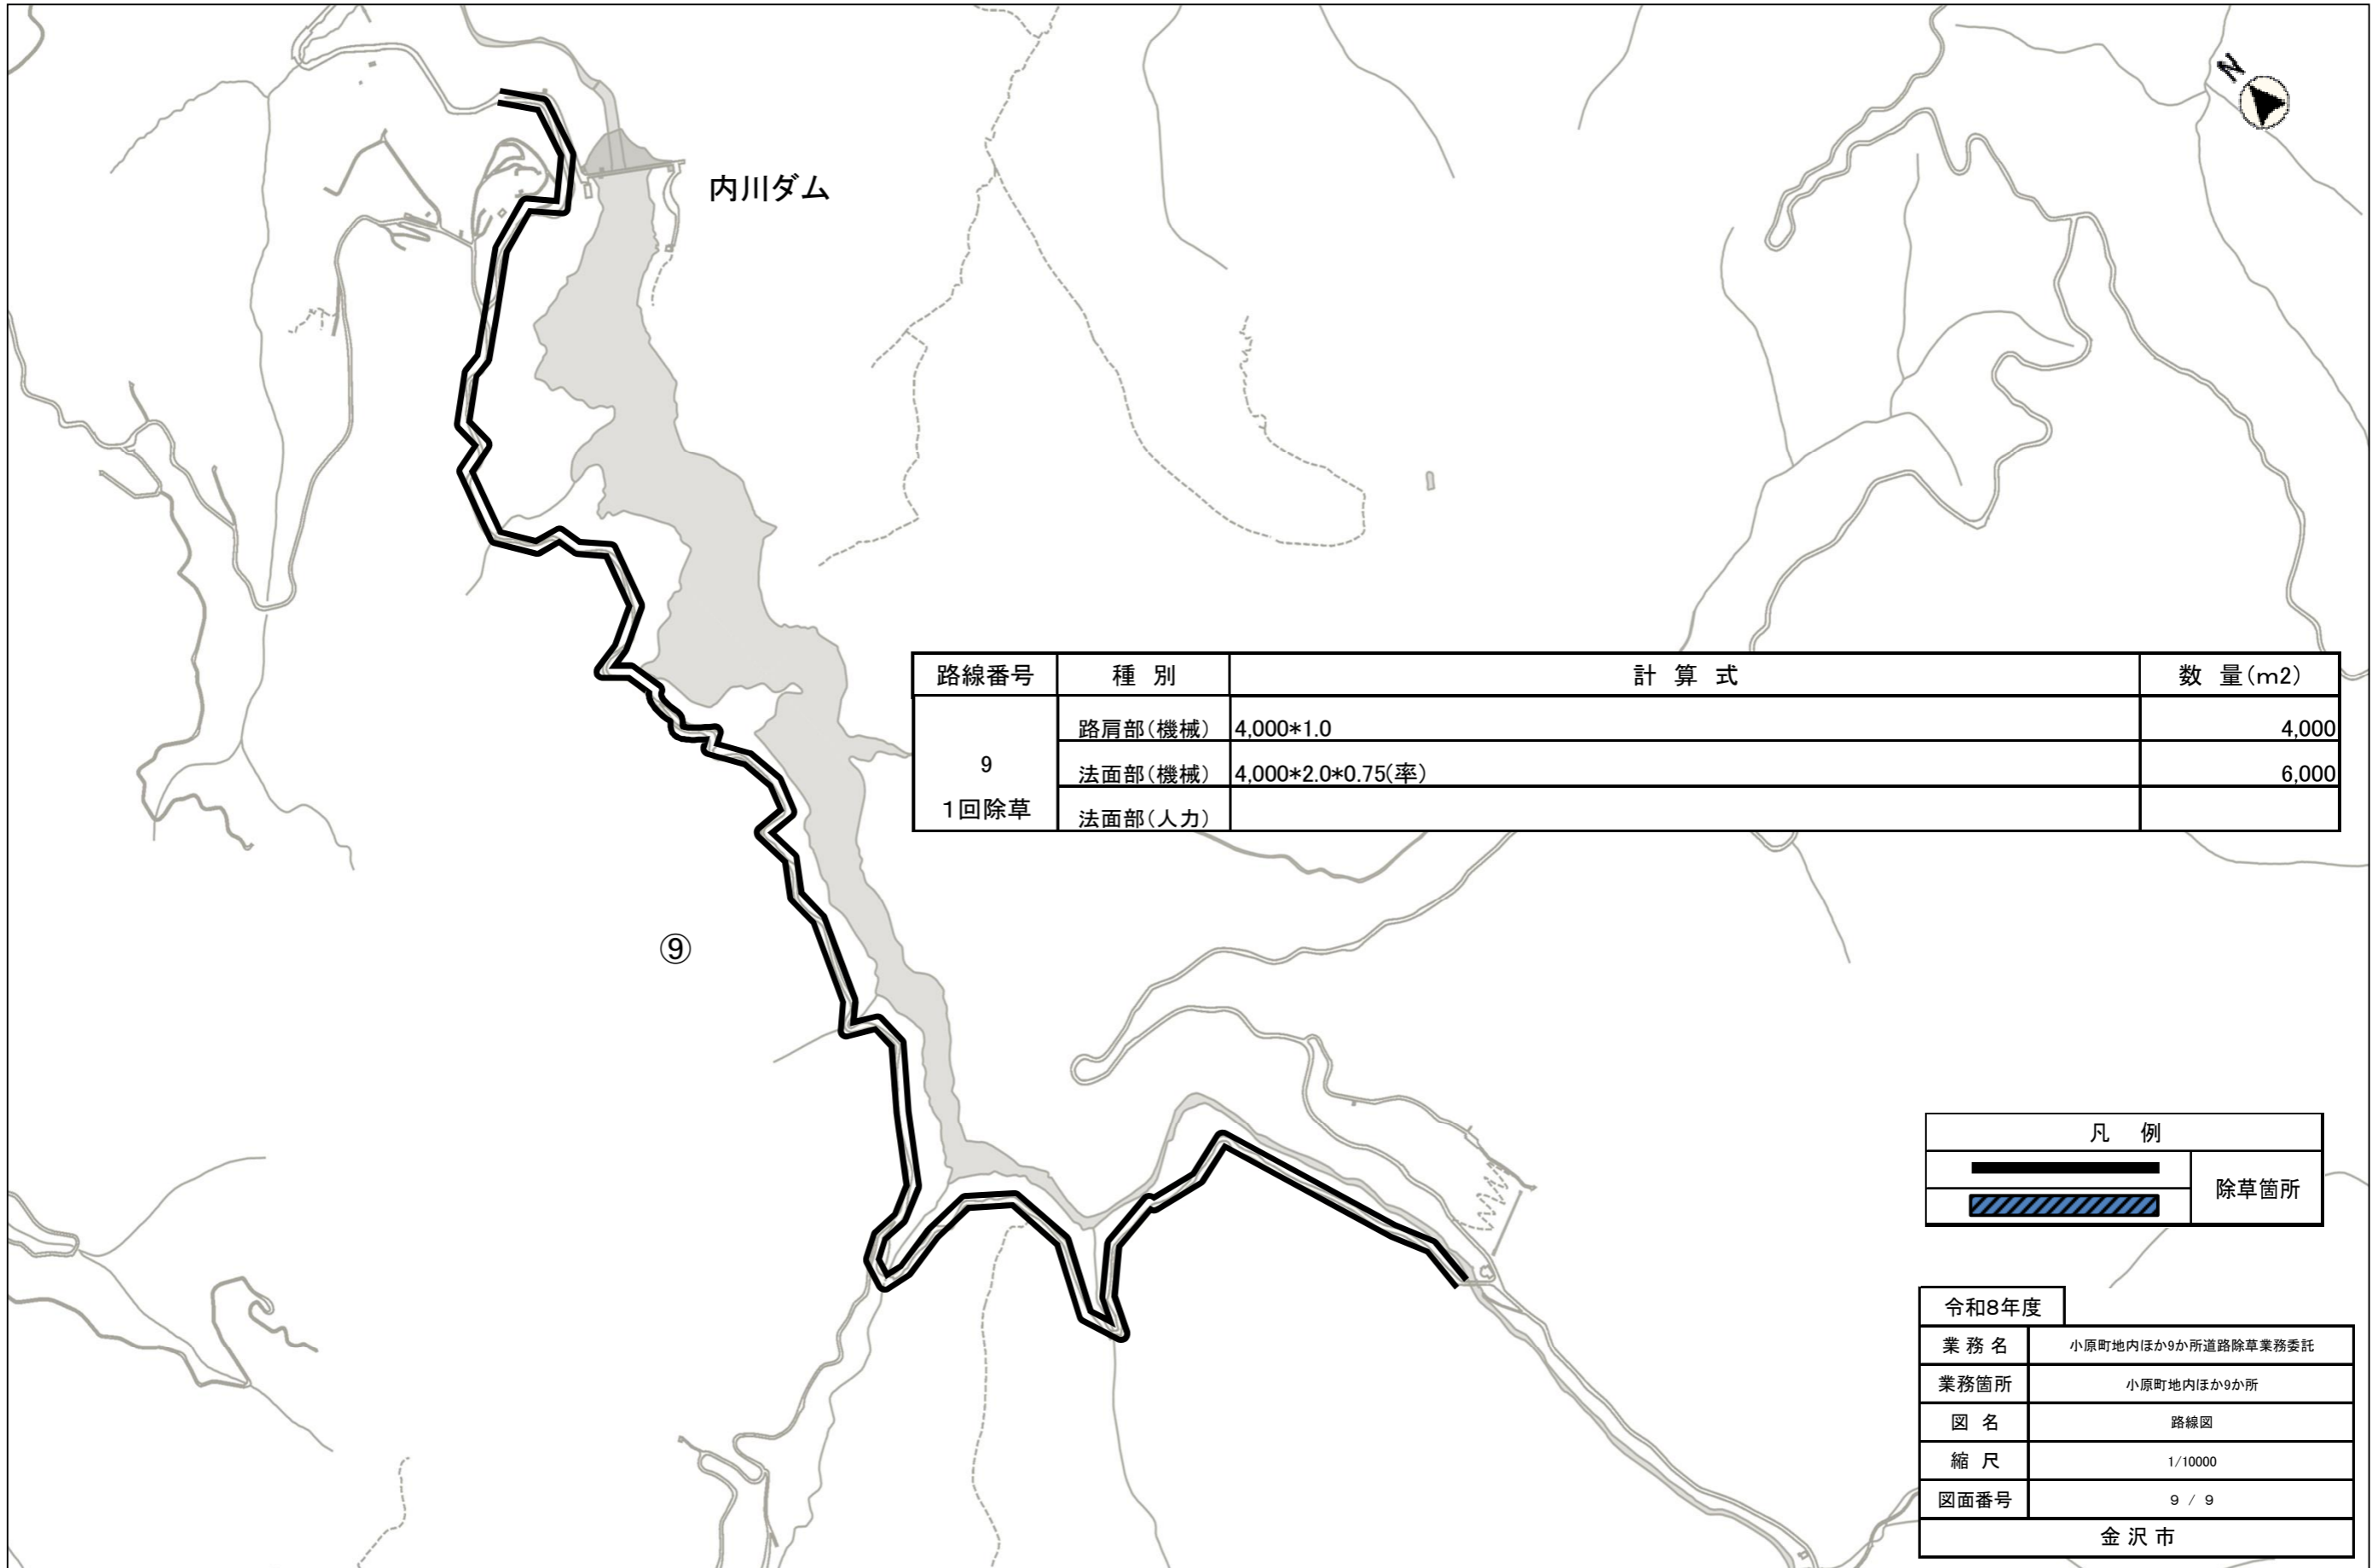 N
内川ダム
路線番号 種 別 計 算 式 数 量(m2)
9 1回除草 路肩部(機械) 4,000*1.0 4,000
法面部(機械) 4,000*2.0*0.75(率) 6,000
法面部(人力)
⑨
凡 例
除草箇所
令和8年度
業 務 名 小原町地内ほか9か所道路除草業務委託
業務箇所 小原町地内ほか9か所
図 名 路線図
縮 尺 1/10000
図面番号 9 / 9
金 沢 市